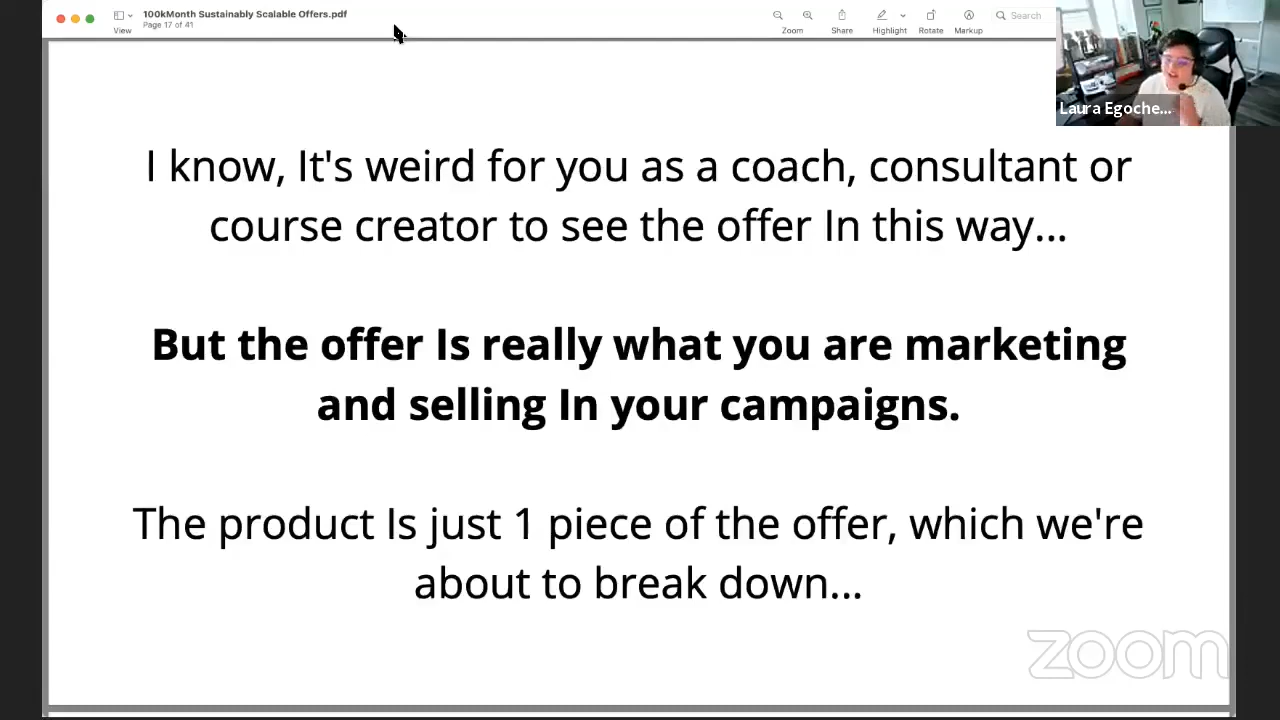 100kMonth Sustainably Scalable Offers.pdf
Page 17 of 41
View
Zoom
Share
Highlight
Rotate
Markup
Search
Laura Egoche...
I know, It's weird for you as a coach, consultant or
course creator to see the offer In this way...
But the offer Is really what you are marketing
and selling In your campaigns.
The product Is just 1 piece of the offer, which we're
about to break down...
zoom